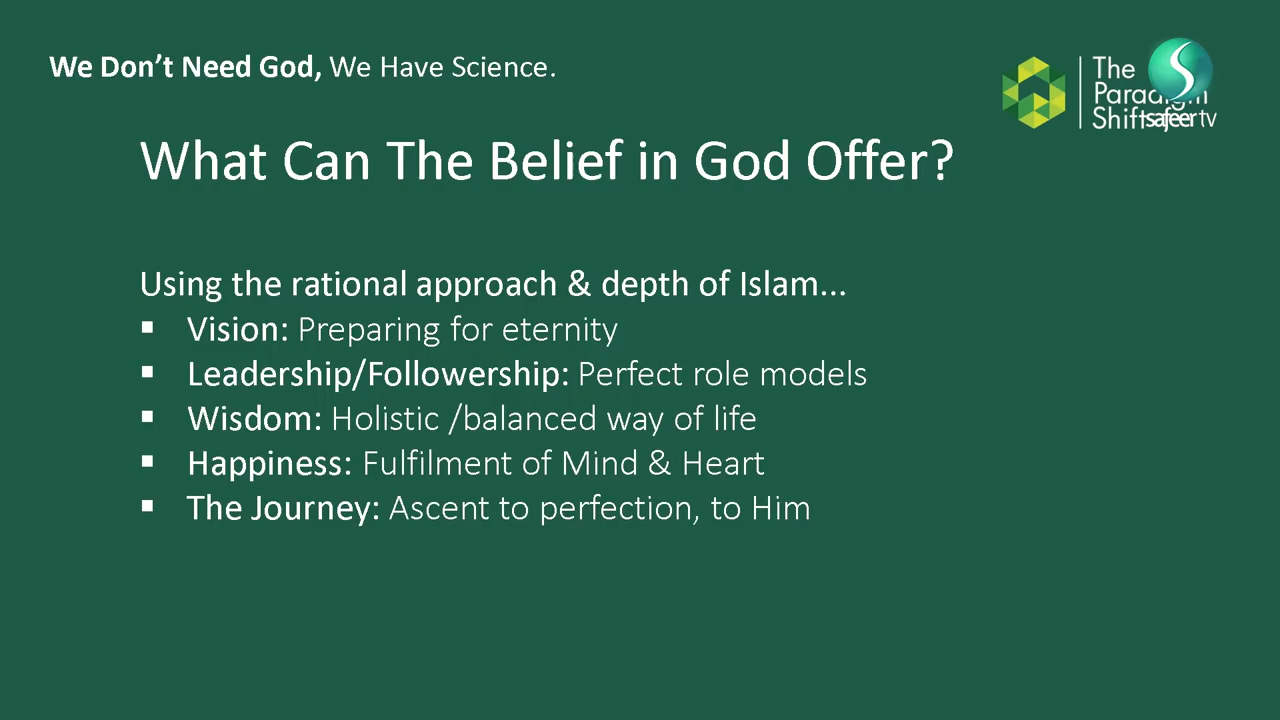 We Don't Need God, We Have Science.
The
Paradigm
Shift
safeer tv
What Can The Belief in God Offer?
Using the rational approach & depth of Islam...
▪ Vision: Preparing for eternity
▪ Leadership/Followership: Perfect role models
▪ Wisdom: Holistic /balanced way of life
▪ Happiness: Fulfilment of Mind & Heart
▪ The Journey: Ascent to perfection, to Him